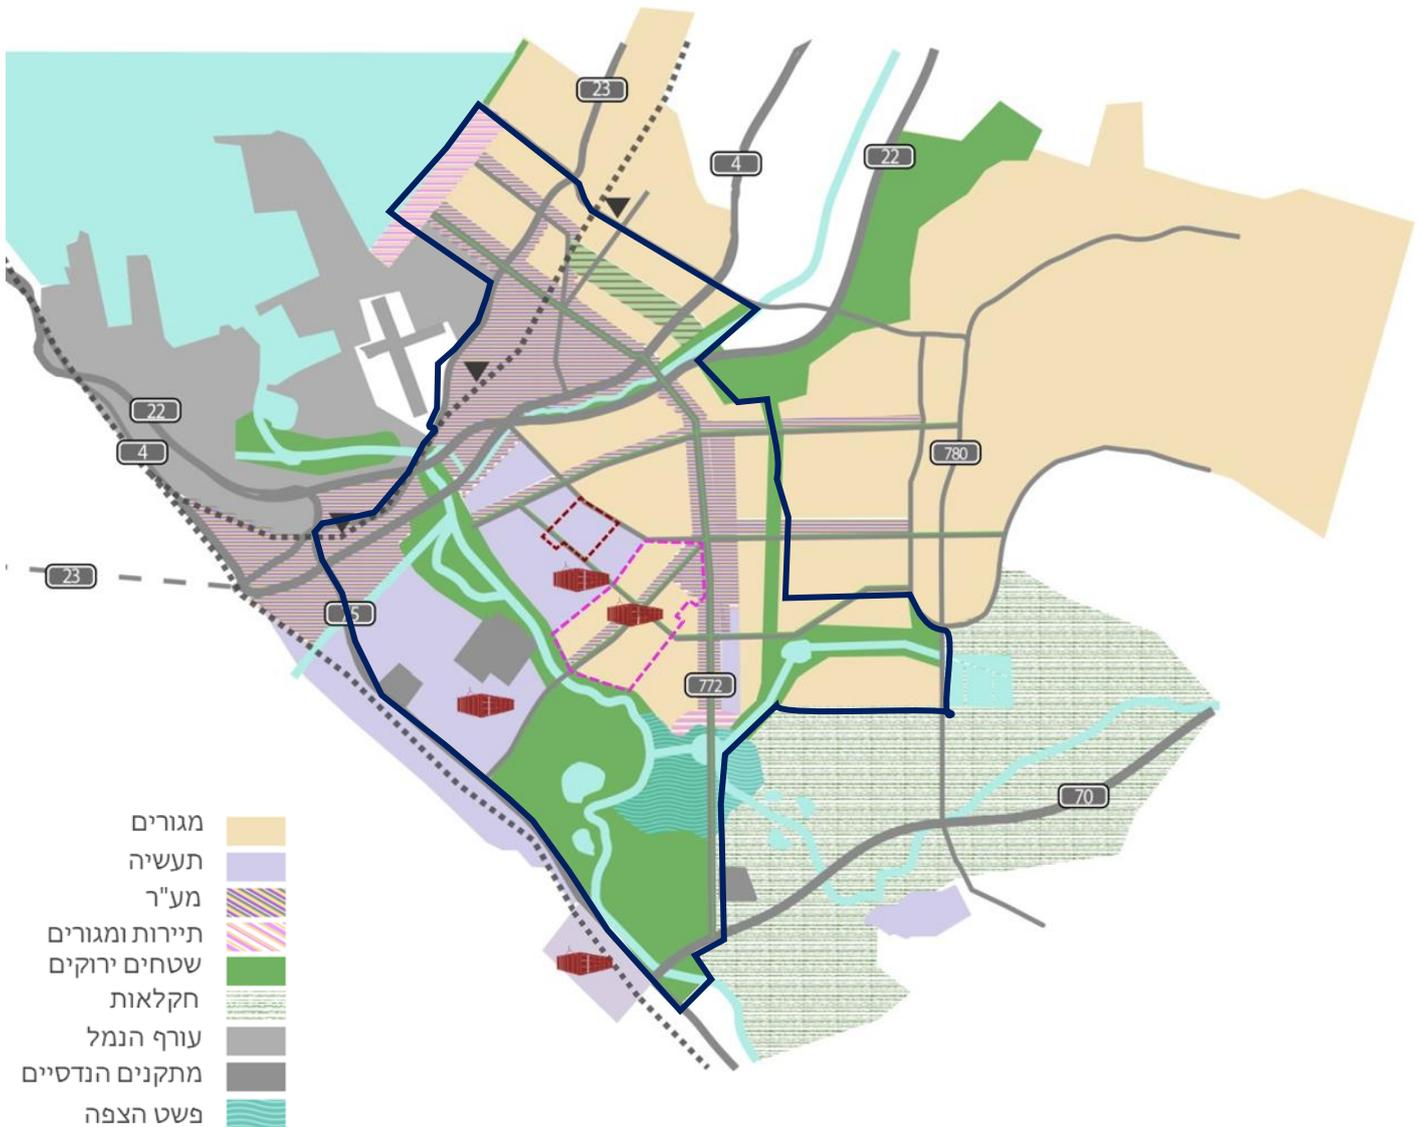 23
4
22
22
4
780
23
75
772
70
מגורים
תעשיה
מע"ר
תיירות ומגורים
שטחים ירוקים
חקלאות
עורף הנמל
מתקנים הנדסיים
פשט הצפה